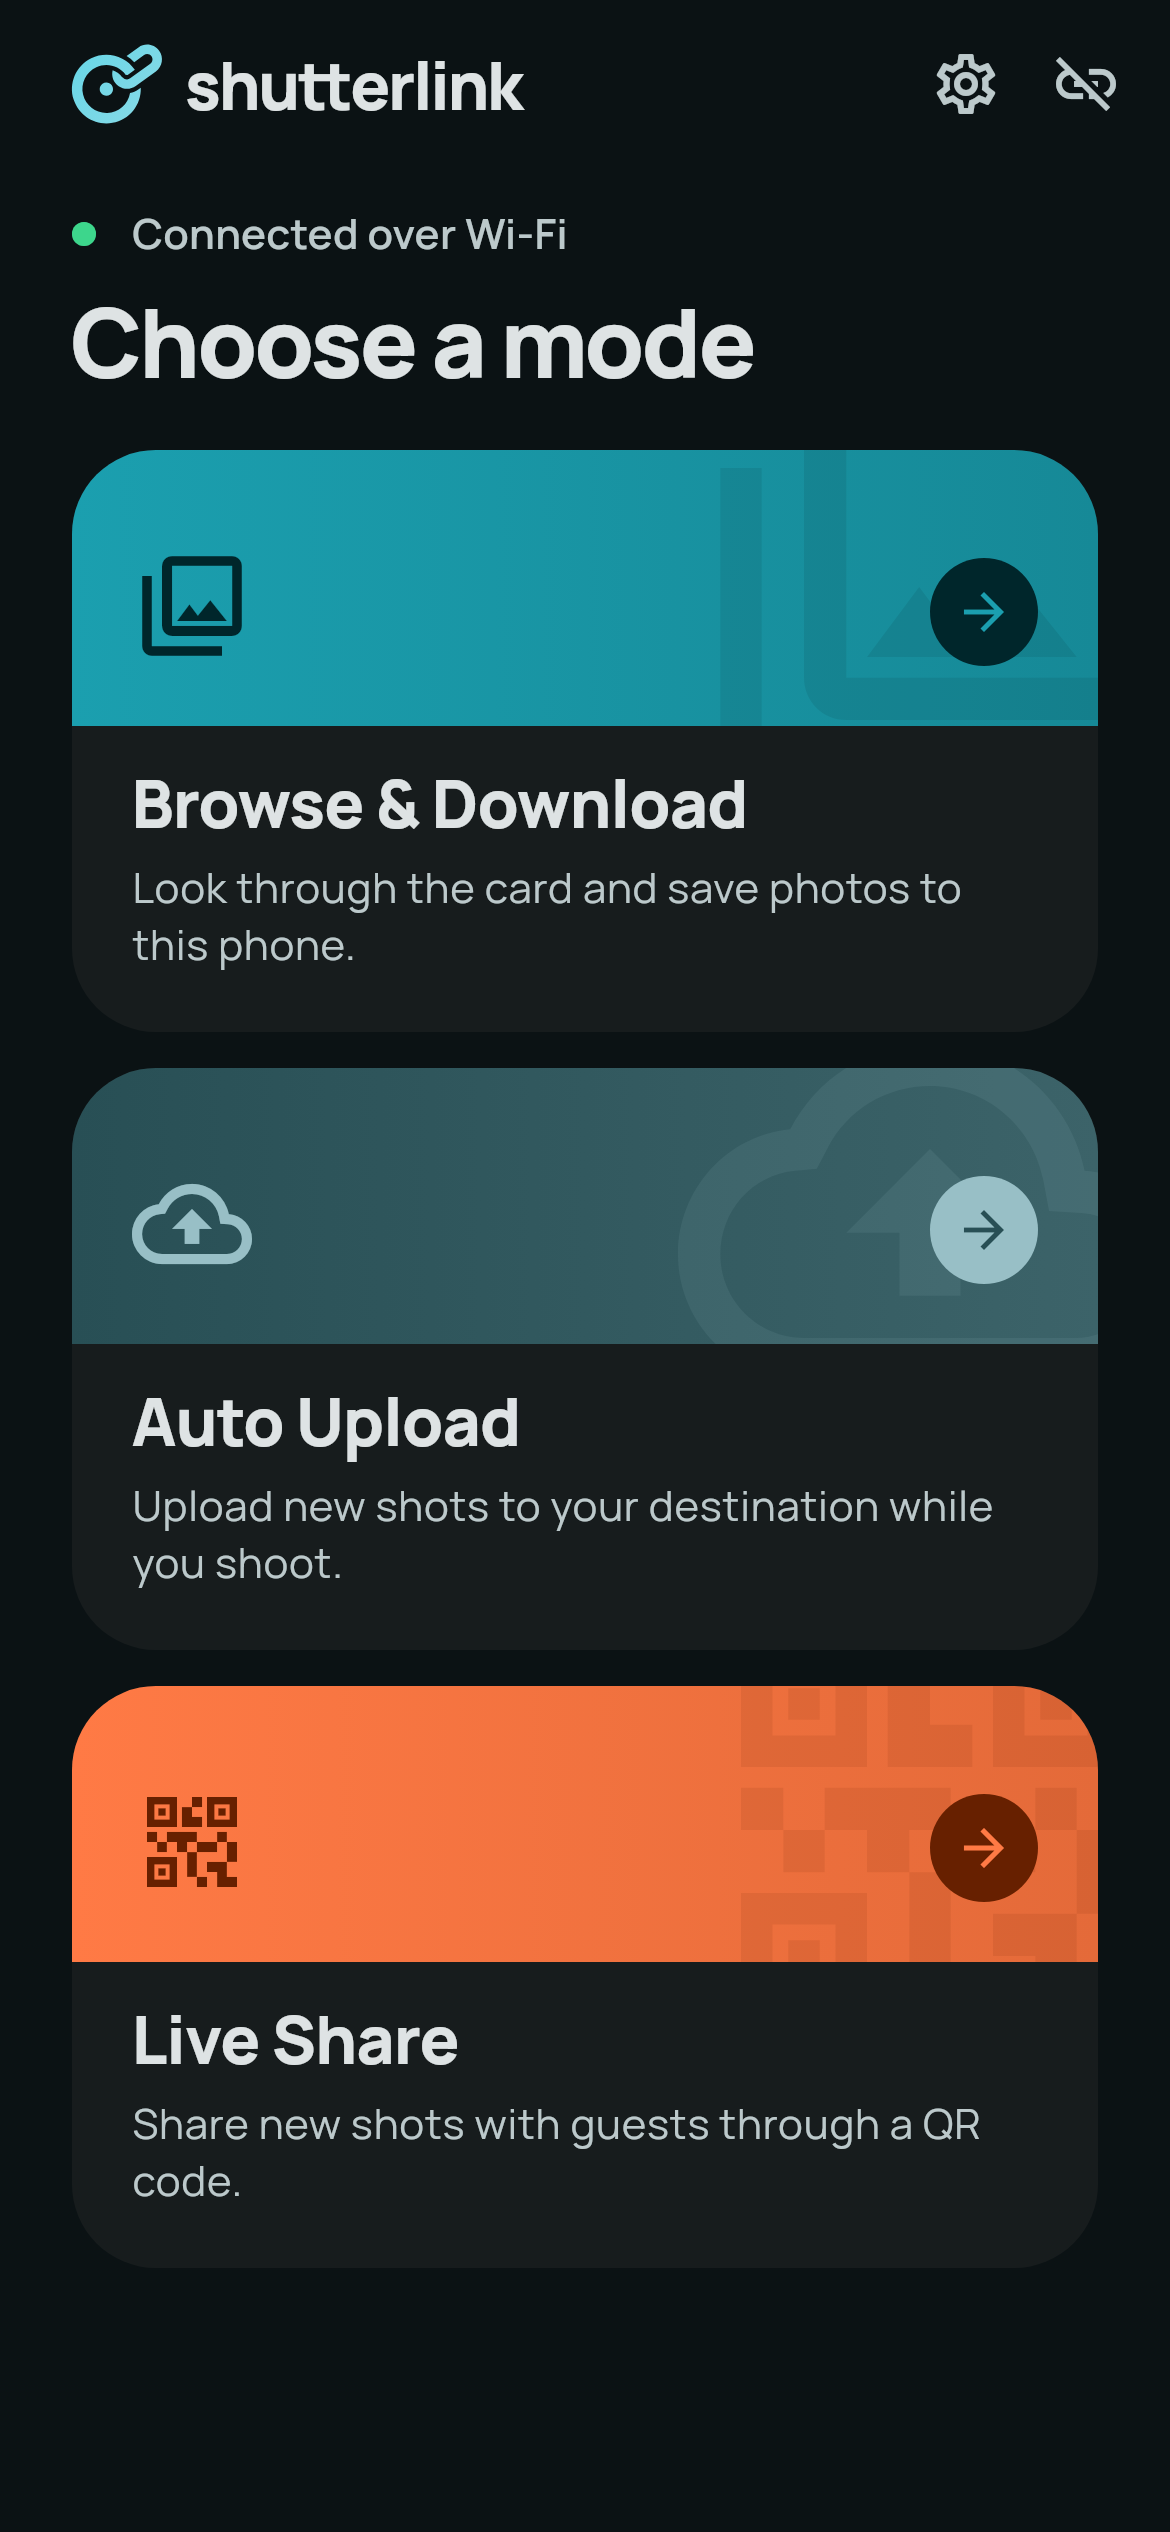 shutterlink
Connected over Wi-Fi
Choose a mode
Browse & Download
Look through the card and save photos to
this phone.
Auto Upload
Upload new shots to your destination while
you shoot.
Live Share
Share new shots with guests through a QR
code.